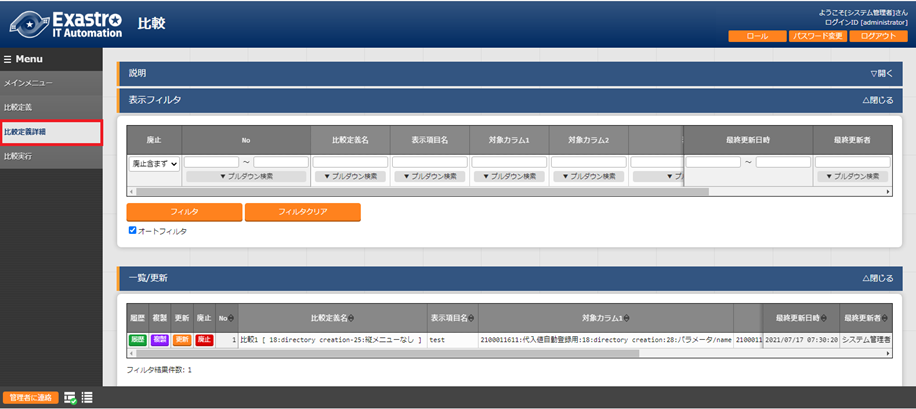 Exastro
IT Automation
比較
ようこそ[システム管理者]さん
ログインID [administrator]
ロール
パスワード変更
ログアウト
Menu
メインメニュー
比較定義
比較定義詳細
比較実行
説明
▽開く
表示フィルタ
△閉じる
廃止 No 比較定義名 表示項目名 対象カラム1 対象カラム2 最終更新日時 最終更新者
廃止含まず ～ ～
▼ プルダウン検索 ▼ プルダウン検索 ▼ プルダウン検索 ▼ プルダウン検索 ▼ プルダウン検索 ▼ プル ▼ プルダウン検索
フィルタ
フィルタクリア
オートフィルタ
一覧/更新
△閉じる
履歴 複製 更新 廃止 No 比較定義名 表示項目名 対象カラム1 最終更新日時 最終更新者
履歴 複製 更新 廃止 1 比較1 [ 18:directory creation-25:縦メニューなし ] test 2100011611:代入値自動登録用:18:directory creation:28:パラメータ/name 2100011 2021/07/17 07:30:20 システム管理者
フィルタ結果件数: 1
管理者に連絡